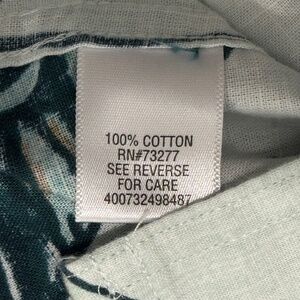 100% COTTON
RN#73277
SEE REVERSE
FOR CARE
400732498487